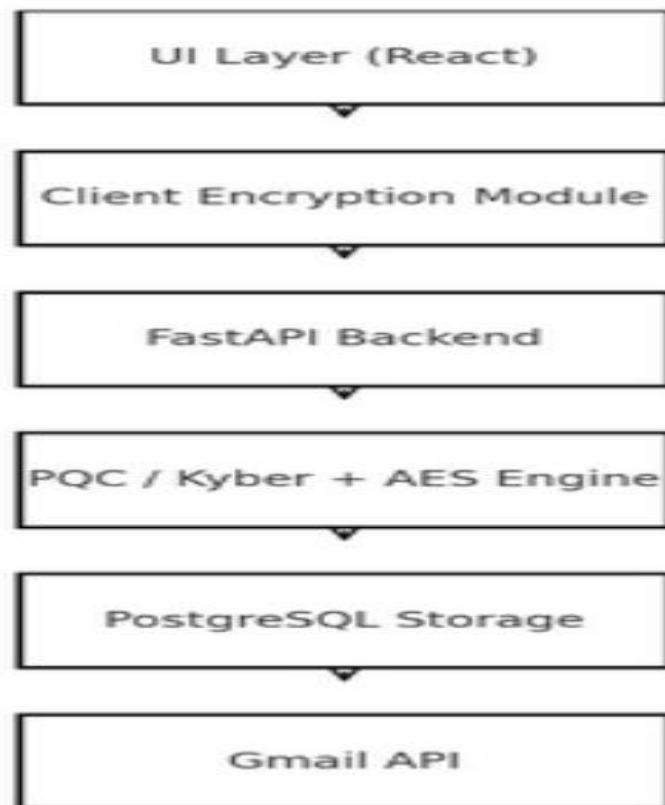 UI Layer (React)
Client Encryption Module
FastAPI Backend
PQC / Kyber + AES Engine
PostgreSQL Storage
Gmail API